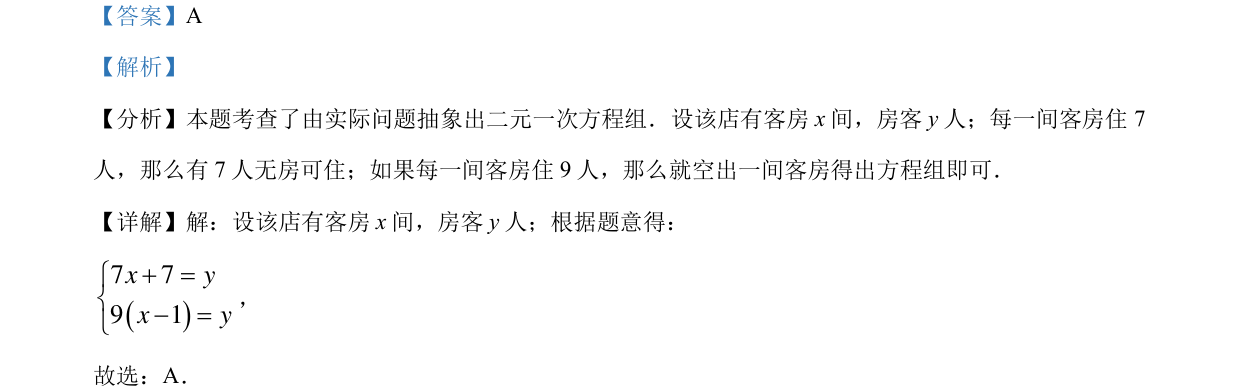 【答案】A
【解析】
【分析】本题考查了由实际问题抽象出二元一次方程组．设该店有客房 x 间，房客 y 人；每一间客房住 7
人，那么有 7 人无房可住；如果每一间客房住 9 人，那么就空出一间客房得出方程组即可．
【详解】解：设该店有客房 x 间，房客 y 人；根据题意得：
{7x+7 = y
9(x−1) = y ，
故选：A．